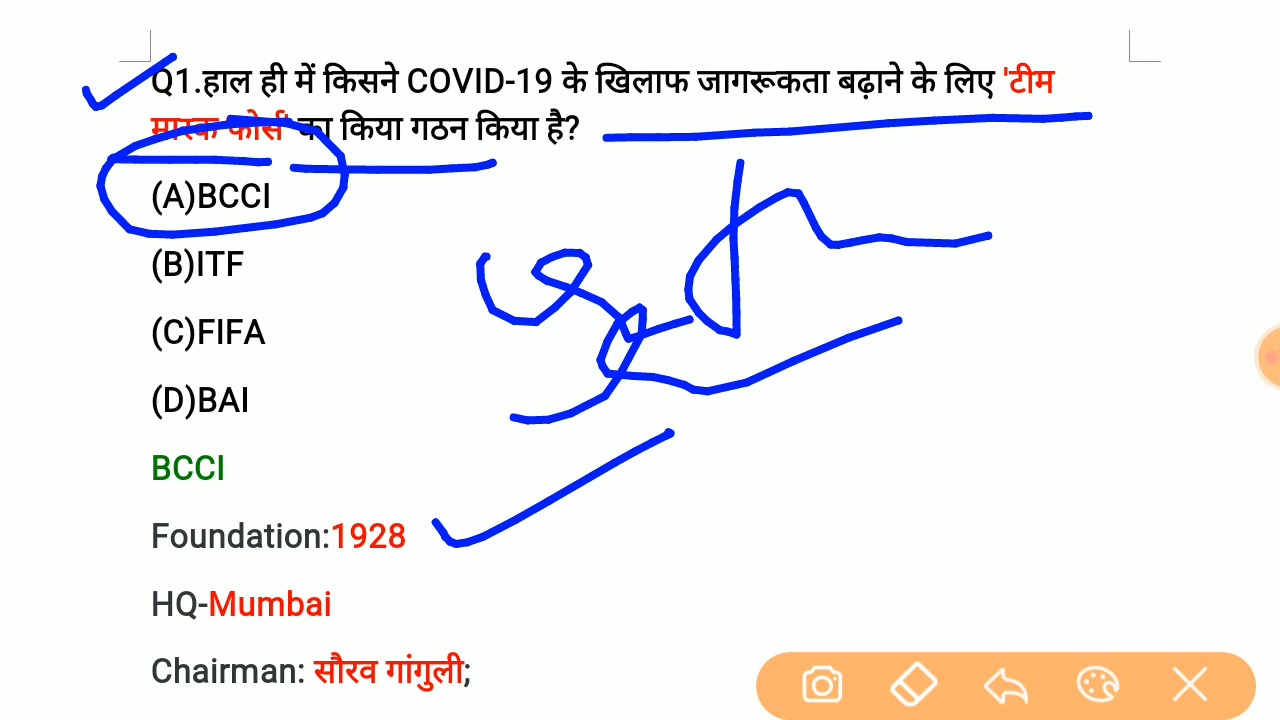 Q1.हाल ही में किसने COVID-19 के खिलाफ जागरूकता बढ़ाने के लिए 'टीम
मास्क फोर्स' का किया गठन किया है?
(A)BCCI
(B)ITF
(C)FIFA
(D)BAI
BCCI
Foundation:1928
HQ-Mumbai
Chairman: सौरव गांगुली;